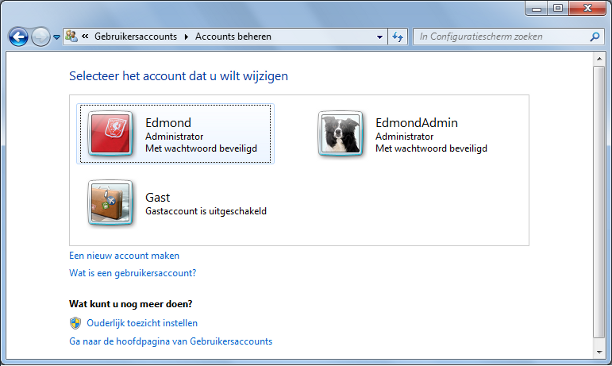 « Gebruikersaccounts ▸ Accounts beheren
In Configuratiescherm zoeken
Selecteer het account dat u wilt wijzigen
Edmond
Administrator
Met wachtwoord beveiligd
EdmondAdmin
Administrator
Met wachtwoord beveiligd
Gast
Gastaccount is uitgeschakeld
Een nieuw account maken
Wat is een gebruikersaccount?
Wat kunt u nog meer doen?
Ouderlijk toezicht instellen
Ga naar de hoofdpagina van Gebruikersaccounts